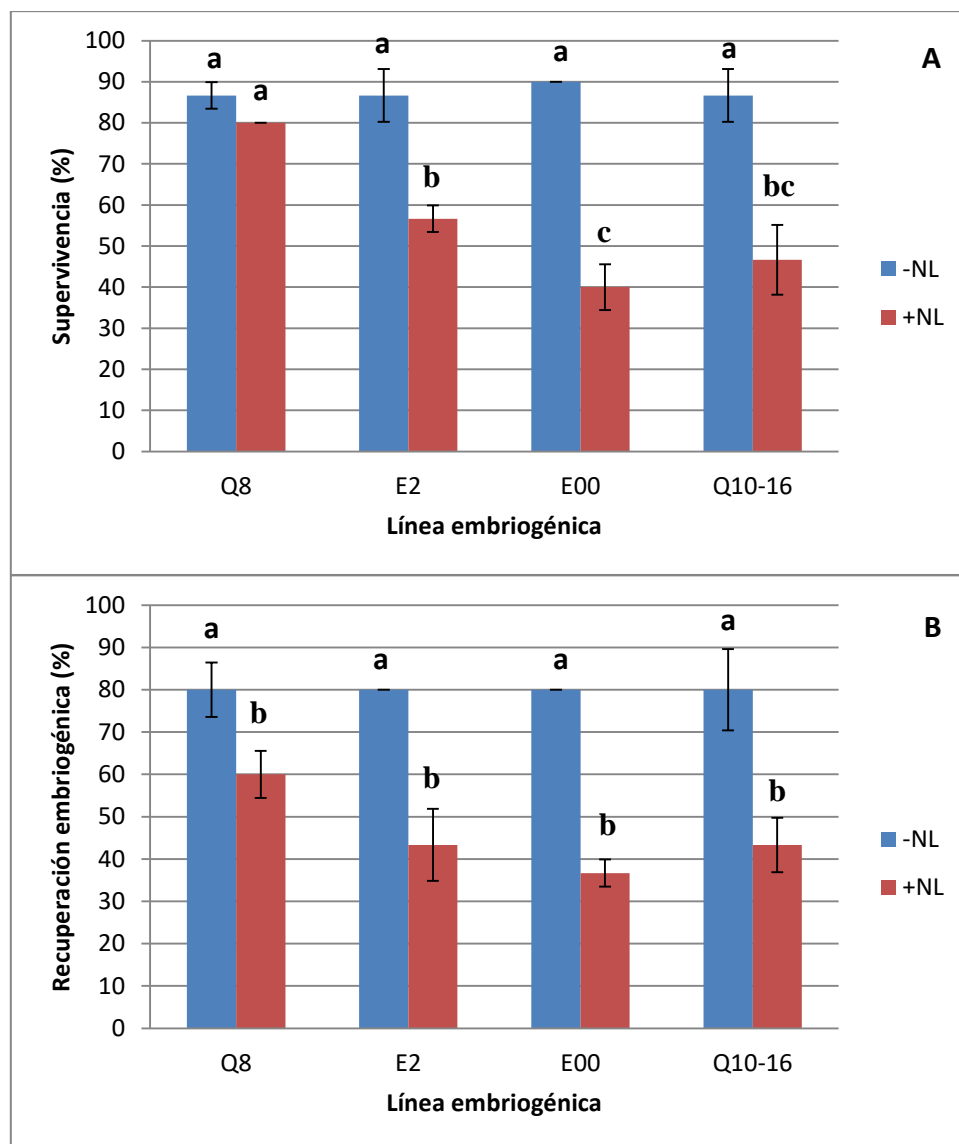 A
Supervivencia (%)
100
90
80
70
60
50
40
30
20
10
0
a
a
a
b
a
c
a
bc
Q8
E2
E00
Q10-16
Línea embriogénica
-NL
+NL
B
Recuperación embriogénica (%)
100
90
80
70
60
50
40
30
20
10
0
a
b
a
b
a
b
a
b
Q8
E2
E00
Q10-16
Línea embriogénica
-NL
+NL